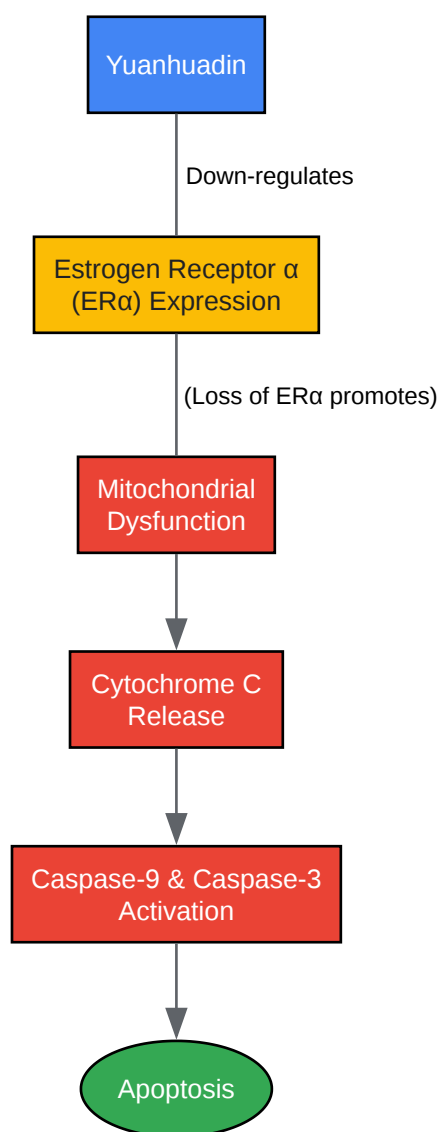 Yuanhuadin
Down-regulates
Estrogen Receptor α
(ERα) Expression
(Loss of ERα promotes)
Mitochondrial
Dysfunction
Cytochrome C
Release
Caspase-9 & Caspase-3
Activation
Apoptosis